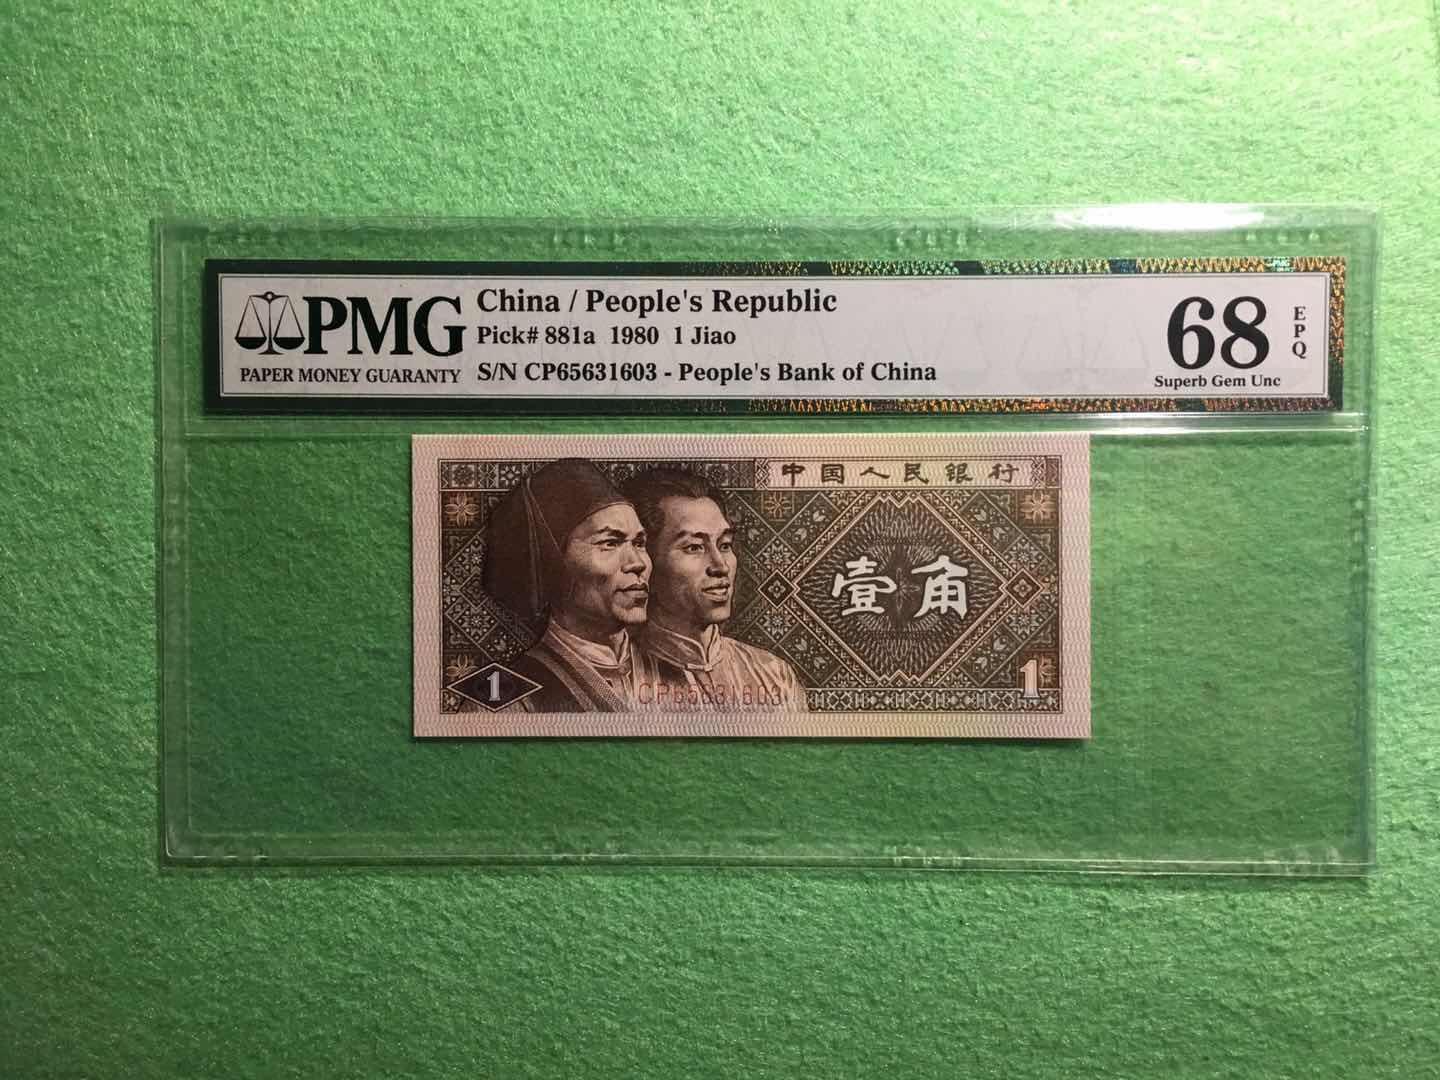 PMG
PAPER MONEY GUARANTY
China / People's Republic
Pick# 881a 1980 1 Jiao
S/N CP65631603 - People's Bank of China
68
EPQ
Superb Gem Unc
中国人民银行
壹角
1
CP65631603
1